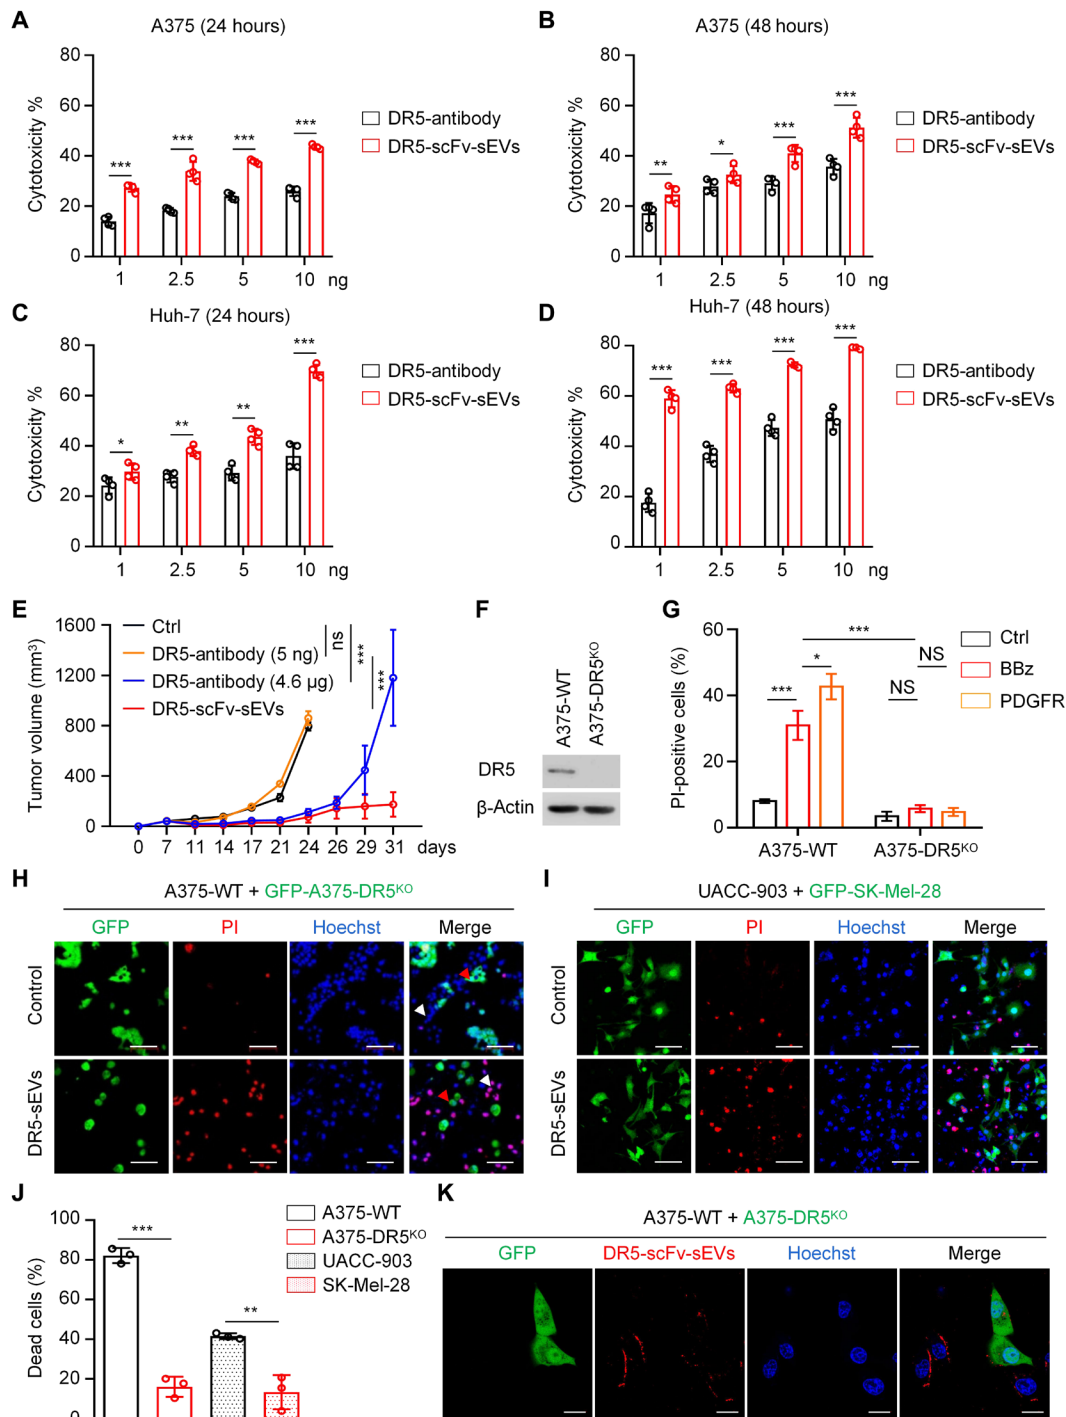 A
A375 (24 hours)
Cytotoxicity %
80
60
40
20
0
***
***
***
***
1
2.5
5
10
ng
DR5-antibody
DR5-scFv-sEVs
B
A375 (48 hours)
Cytotoxicity %
80
60
40
20
0
**
*
***
***
1
2.5
5
10
ng
DR5-antibody
DR5-scFv-sEVs
C
Huh-7 (24 hours)
Cytotoxicity %
80
60
40
20
0
*
**
**
***
1
2.5
5
10
ng
DR5-antibody
DR5-scFv-sEVs
D
Huh-7 (48 hours)
Cytotoxicity %
80
60
40
20
0
***
***
***
***
1
2.5
5
10
ng
DR5-antibody
DR5-scFv-sEVs
E
Tumor volume (mm³)
1600
1200
800
400
0
Ctrl
DR5-antibody (5 ng)
DR5-antibody (4.6 µg)
DR5-scFv-sEVs
ns
***
***
0
7
11
14
17
21
24
26
29
31
days
F
A375-WT
A375-DR5ᴷᴼ
DR5
β-Actin
G
PI-positive cells (%)
60
40
20
0
***
*
***
NS
NS
A375-WT
A375-DR5ᴷᴼ
Ctrl
BBz
PDGFR
H
A375-WT + GFP-A375-DR5ᴷᴼ
GFP
PI
Hoechst
Merge
Control
DR5-sEVs
I
UACC-903 + GFP-SK-Mel-28
GFP
PI
Hoechst
Merge
Control
DR5-sEVs
J
Dead cells (%)
100
80
60
40
20
0
***
**
A375-WT
A375-DR5ᴷᴼ
UACC-903
SK-Mel-28
K
A375-WT + A375-DR5ᴷᴼ
GFP
DR5-scFv-sEVs
Hoechst
Merge